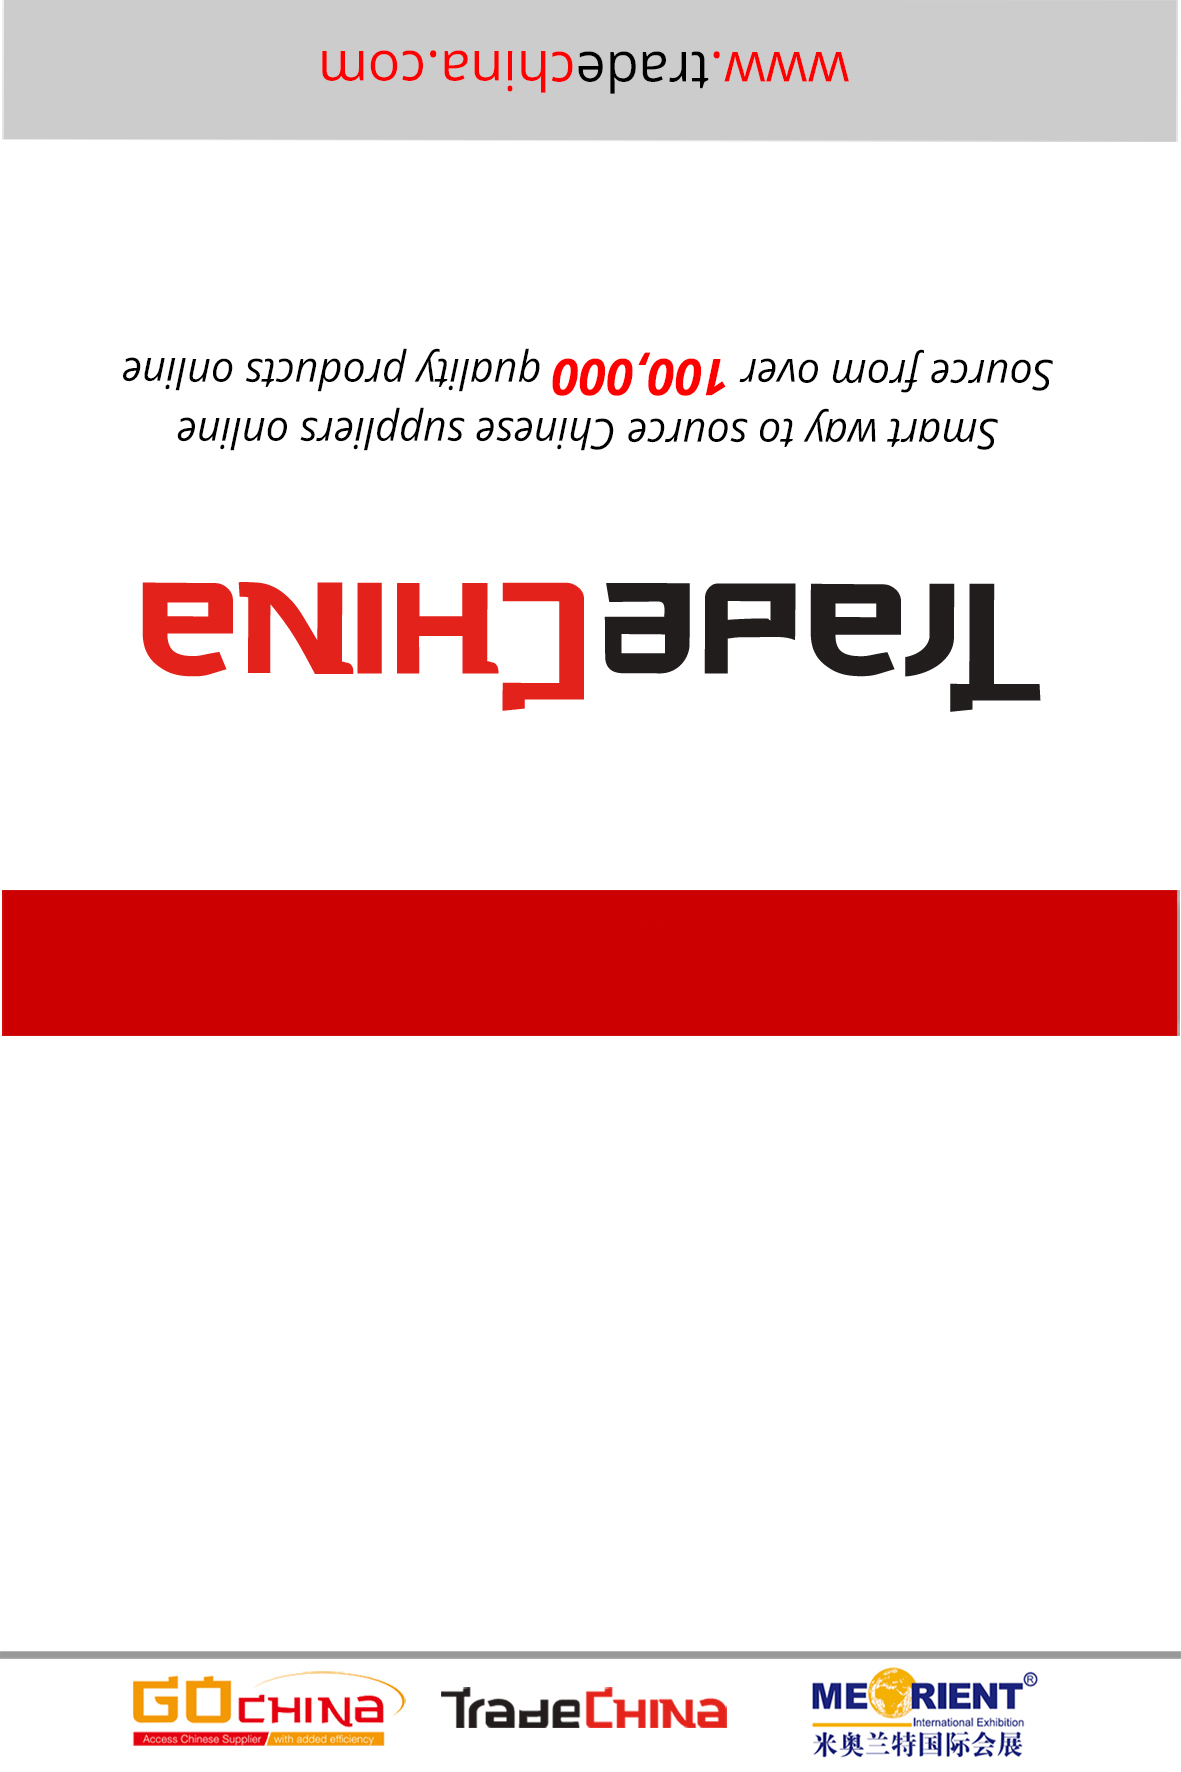 TradeChina
Smart way to source Chinese suppliers online
Source from over 100,000 quality products online
www.tradechina.com
GOCHINA
Access Chinese Supplier / with added efficiency
TradeCHINa
MEORIENT®
International Exhibition
米奥兰特国际会展